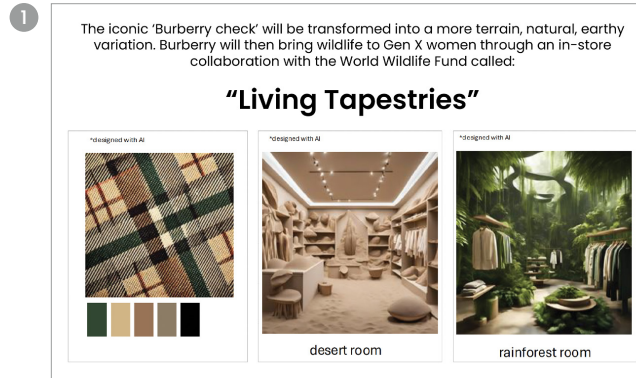 1
The iconic ‘Burberry check’ will be transformed into a more terrain, natural, earthy
variation. Burberry will then bring wildlife to Gen X women through an in-store
collaboration with the World Wildlife Fund called:
“Living Tapestries”
*designed with AI
*designed with AI
*designed with AI
desert room
rainforest room